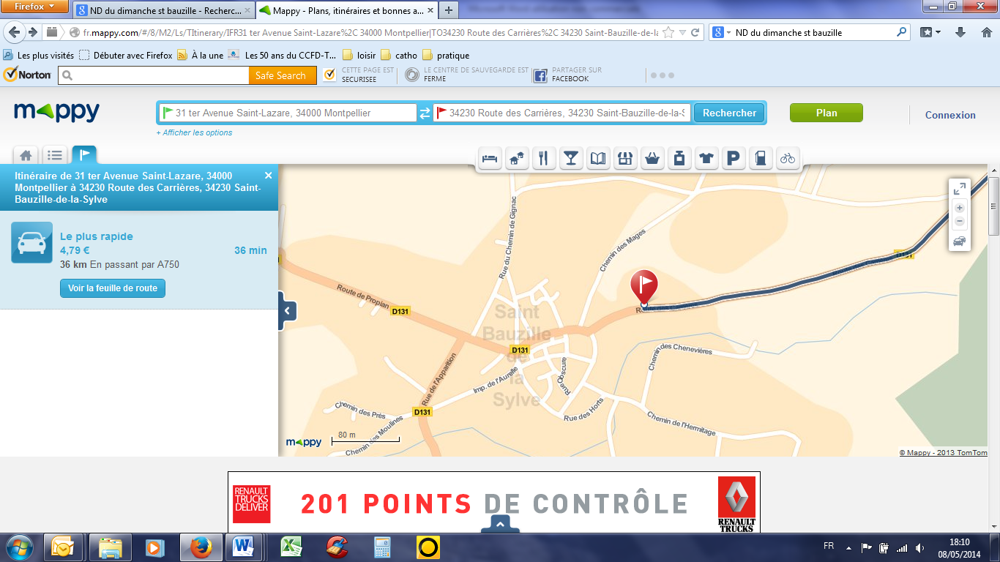 Firefox
ND du dimanche st bauzille - Recherc...
Mappy - Plans, itinéraires et bonnes a...
fr.mappy.com/#/8/M2/Ls/TItinerary/IFR31 ter Avenue Saint-Lazare%2C 34000 Montpellier|TO34230 Route des Carrières%2C 34230 Saint-Bauzille-de-la
ND du dimanche st bauzille
Les plus visités
Débuter avec Firefox
À la une
Les 50 ans du CCFD-T...
loisir
catho
pratique
Norton
Safe Search
CETTE PAGE EST
SECURISEE
LE CENTRE DE SAUVEGARDE EST
FERME
PARTAGER SUR
FACEBOOK
mappy
31 ter Avenue Saint-Lazare, 34000 Montpellier
34230 Route des Carrières, 34230 Saint-Bauzille-de-la-S
Rechercher
Plan
Connexion
+ Afficher les options
Itinéraire de 31 ter Avenue Saint-Lazare, 34000
Montpellier à 34230 Route des Carrières, 34230 Saint-
Bauzille-de-la-Sylve
Le plus rapide
4,79 €
36 min
36 km En passant par A750
Voir la feuille de route
Rue du Chemin de Gignac
Chemin des Mages
D131
Route de Propian
D131
Saint
Bauzille
de
la
Sylve
D131
Chemin des Chenevières
Rue de l'Apparition
Imp. de l'Aurelle
Rue Obscure
Rue des Horts
Chemin des Prés
D131
Chemin des Moulines
Chemin de l'Hermitage
mappy
80 m
© Mappy - 2013 TomTom
RENAULT
TRUCKS
DELIVER
201 POINTS DE CONTRÔLE
RENAULT
TRUCKS
FR
18:10
08/05/2014